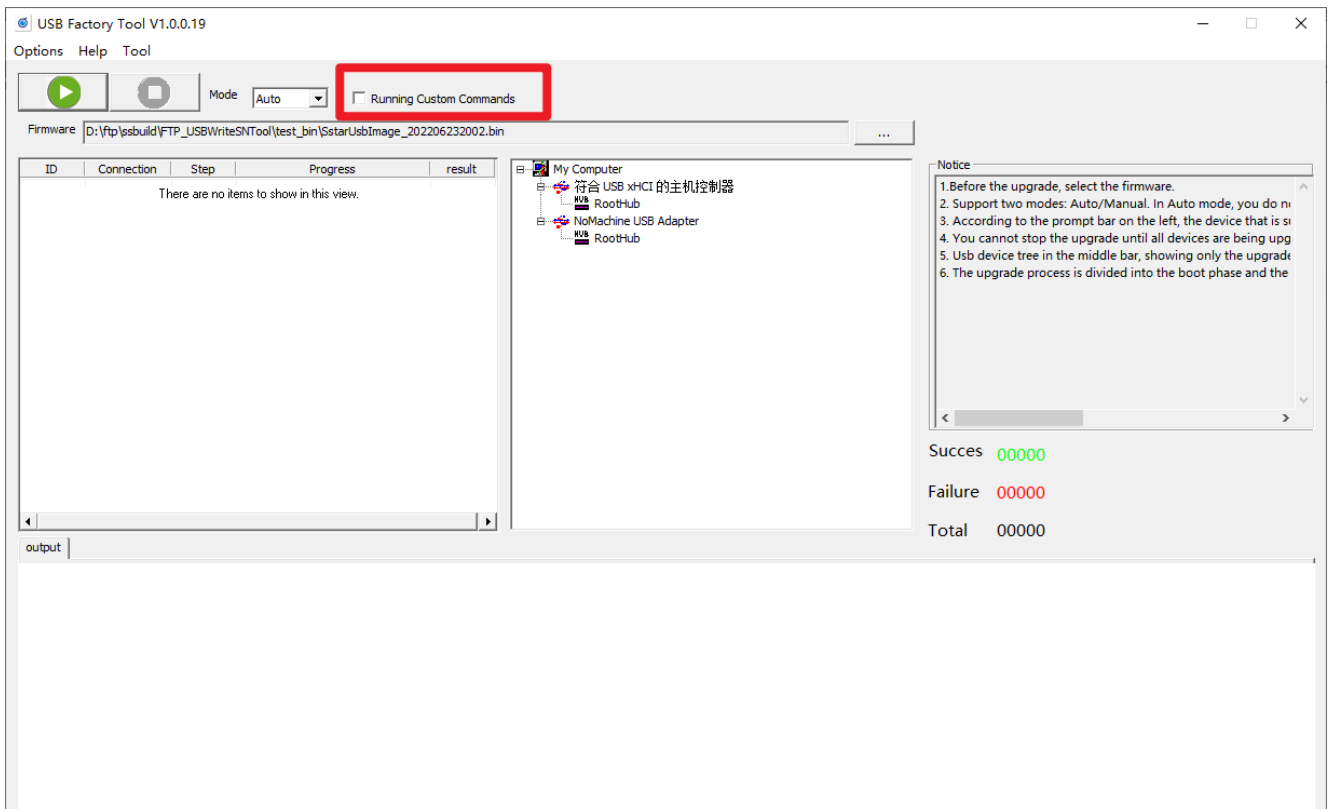 USB Factory Tool V1.0.0.19
Options Help Tool
Mode Auto Running Custom Commands
Firmware D:\ftp\ssbuild\FTP_USBWriteSNTool\test_bin\SstarUsbImage_202206232002.bin ...
ID Connection Step Progress result
There are no items to show in this view.
My Computer
符合 USB xHCI 的主机控制器
HUB RootHub
NoMachine USB Adapter
HUB RootHub
Notice
1.Before the upgrade, select the firmware.
2. Support two modes: Auto/Manual. In Auto mode, you do
3. According to the prompt bar on the left, the device that is
4. You cannot stop the upgrade until all devices are being
5. Usb device tree in the middle bar, showing only the
6. The upgrade process is divided into the boot phase and the
Succes 00000
Failure 00000
Total 00000
output